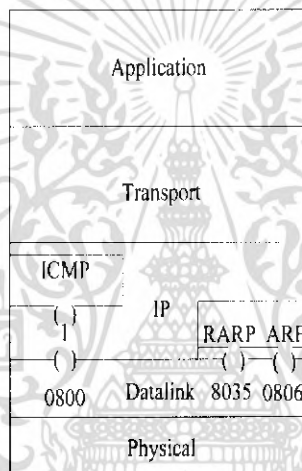 Application
Transport
ICMP
IP
( )
1
RARP ARP
( ) ( ) ( )
0800 Datalink 8035 0806
Physical